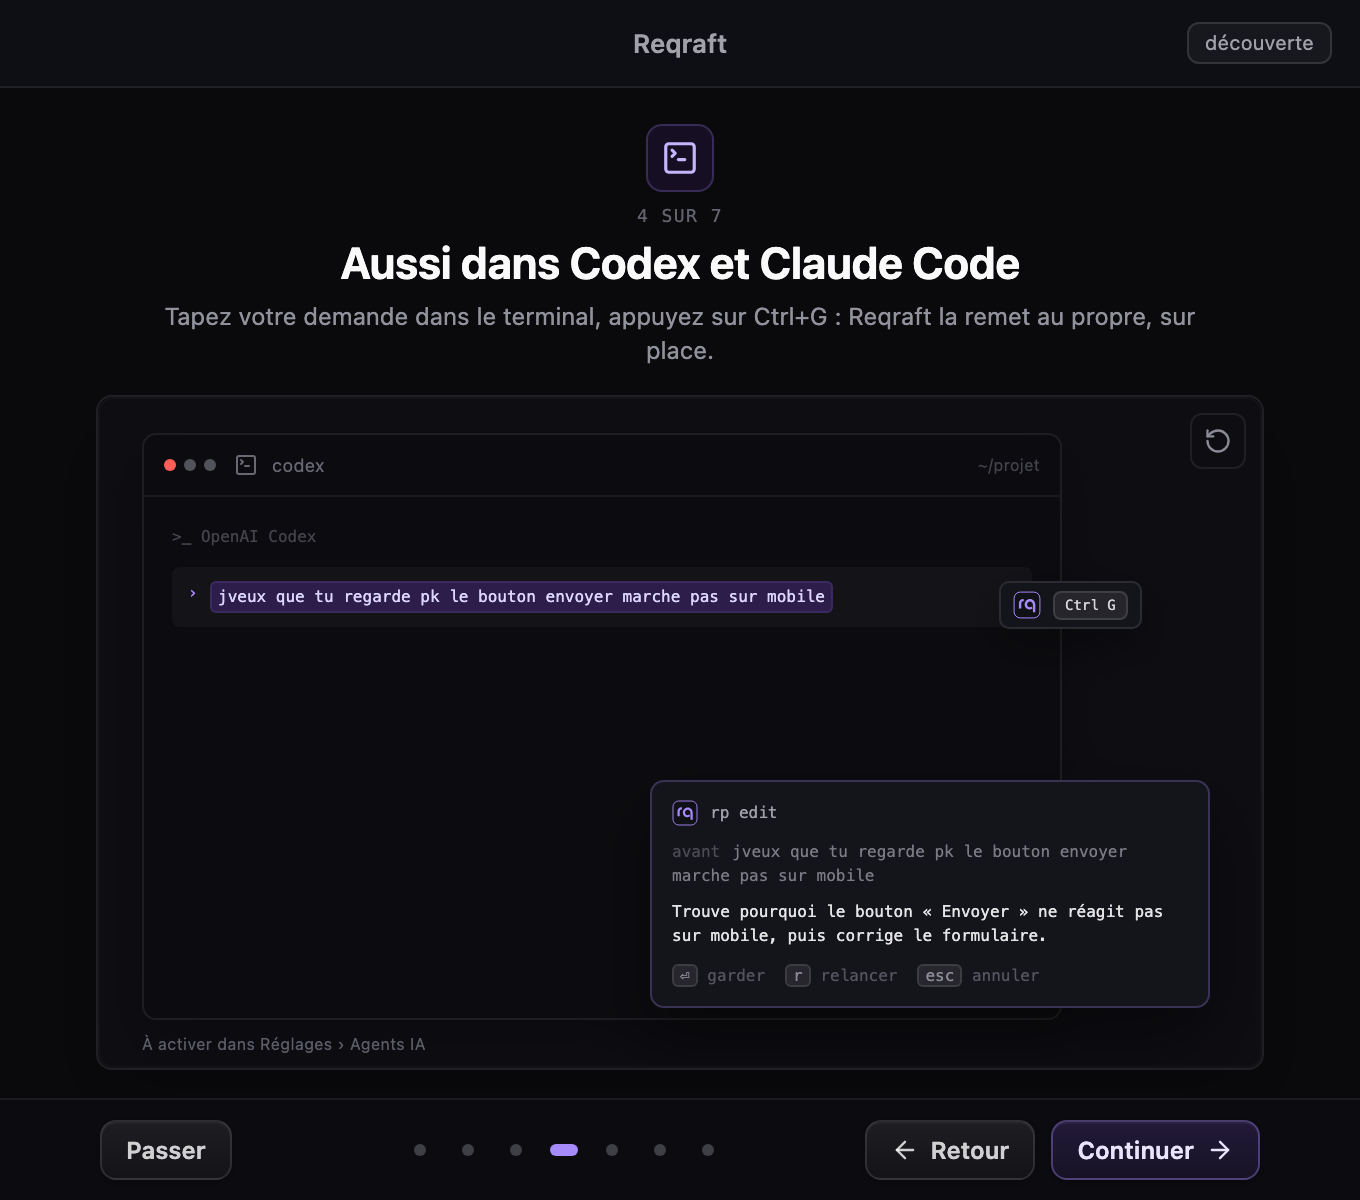 Reqraft
découverte
4 SUR 7
Aussi dans Codex et Claude Code
Tapez votre demande dans le terminal, appuyez sur Ctrl+G : Reqraft la remet au propre, sur
place.
codex
~/projet
>_ OpenAI Codex
› jveux que tu regarde pk le bouton envoyer marche pas sur mobile
rq Ctrl G
rq rp edit
avant jveux que tu regarde pk le bouton envoyer
marche pas sur mobile
Trouve pourquoi le bouton « Envoyer » ne réagit pas
sur mobile, puis corrige le formulaire.
⏎ garder r relancer esc annuler
À activer dans Réglages › Agents IA
Passer
← Retour
Continuer →